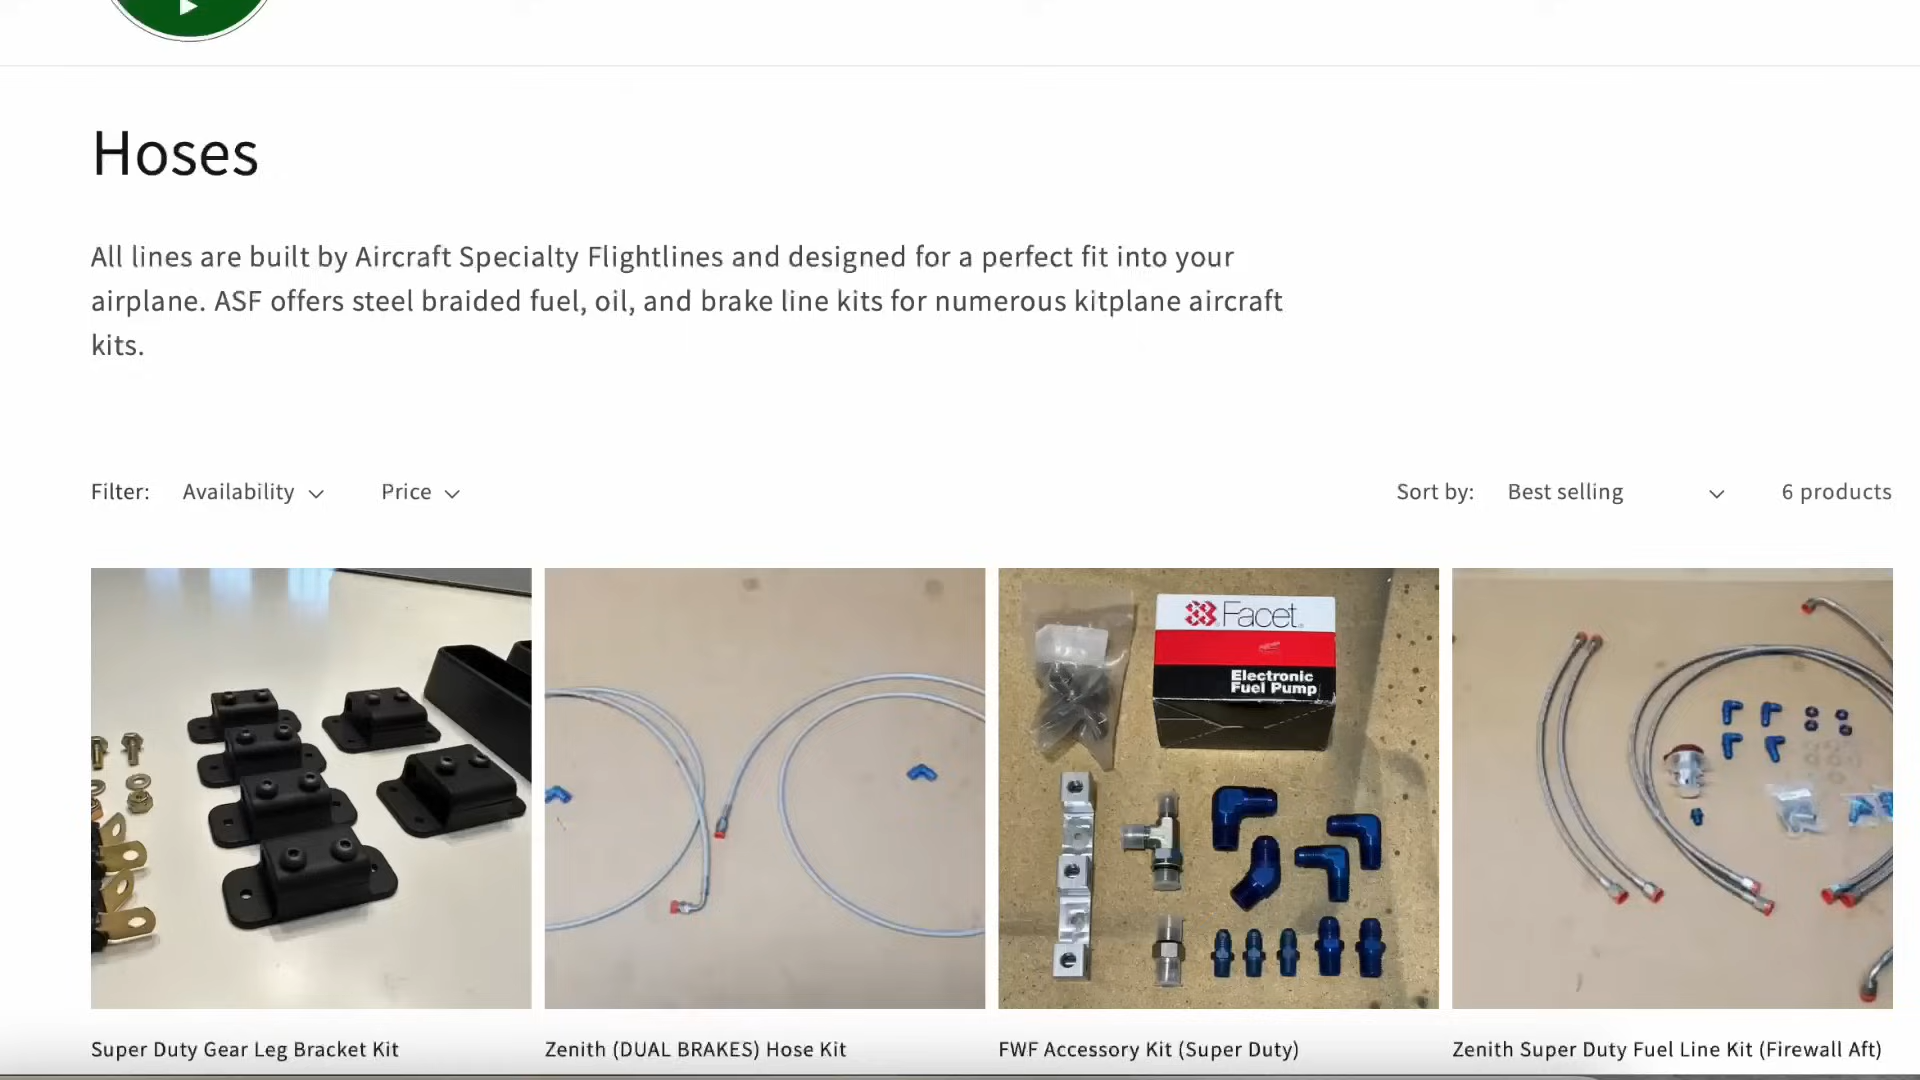 Hoses
All lines are built by Aircraft Specialty Flightlines and designed for a perfect fit into your
airplane. ASF offers steel braided fuel, oil, and brake line kits for numerous kitplane aircraft
kits.
Filter: Availability Price Sort by: Best selling 6 products
Facet
Electronic
Fuel Pump
Super Duty Gear Leg Bracket Kit
Zenith (DUAL BRAKES) Hose Kit
FWF Accessory Kit (Super Duty)
Zenith Super Duty Fuel Line Kit (Firewall Aft)